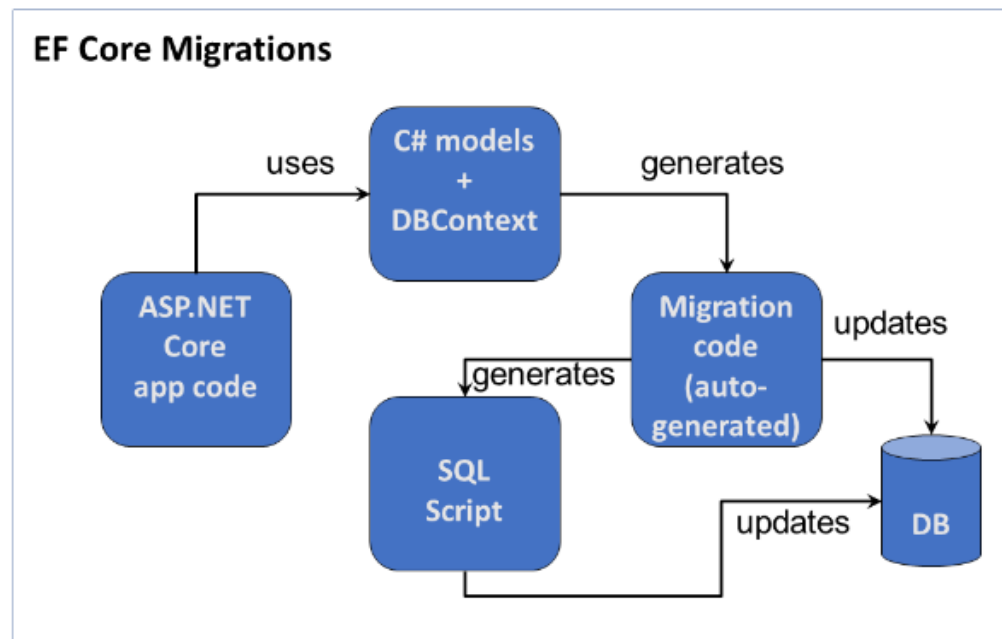 EF Core Migrations
uses
C# models
+
DBContext
generates
ASP.NET
Core
app code
Migration
code
(auto-
generated)
updates
generates
SQL
Script
updates
DB